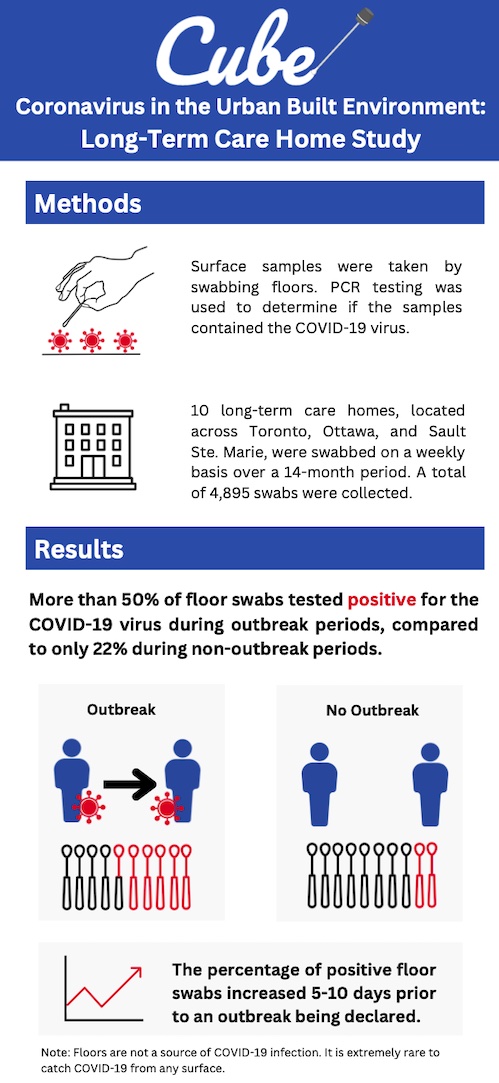 Cube
Coronavirus in the Urban Built Environment:
Long-Term Care Home Study
Methods
Surface samples were taken by
swabbing floors. PCR testing was
used to determine if the samples
contained the COVID-19 virus.
10 long-term care homes, located
across Toronto, Ottawa, and Sault
Ste. Marie, were swabbed on a weekly
basis over a 14-month period. A total
of 4,895 swabs were collected.
Results
More than 50% of floor swabs tested positive for the
COVID-19 virus during outbreak periods, compared
to only 22% during non-outbreak periods.
Outbreak
No Outbreak
The percentage of positive floor
swabs increased 5-10 days prior
to an outbreak being declared.
Note: Floors are not a source of COVID-19 infection. It is extremely rare to
catch COVID-19 from any surface.